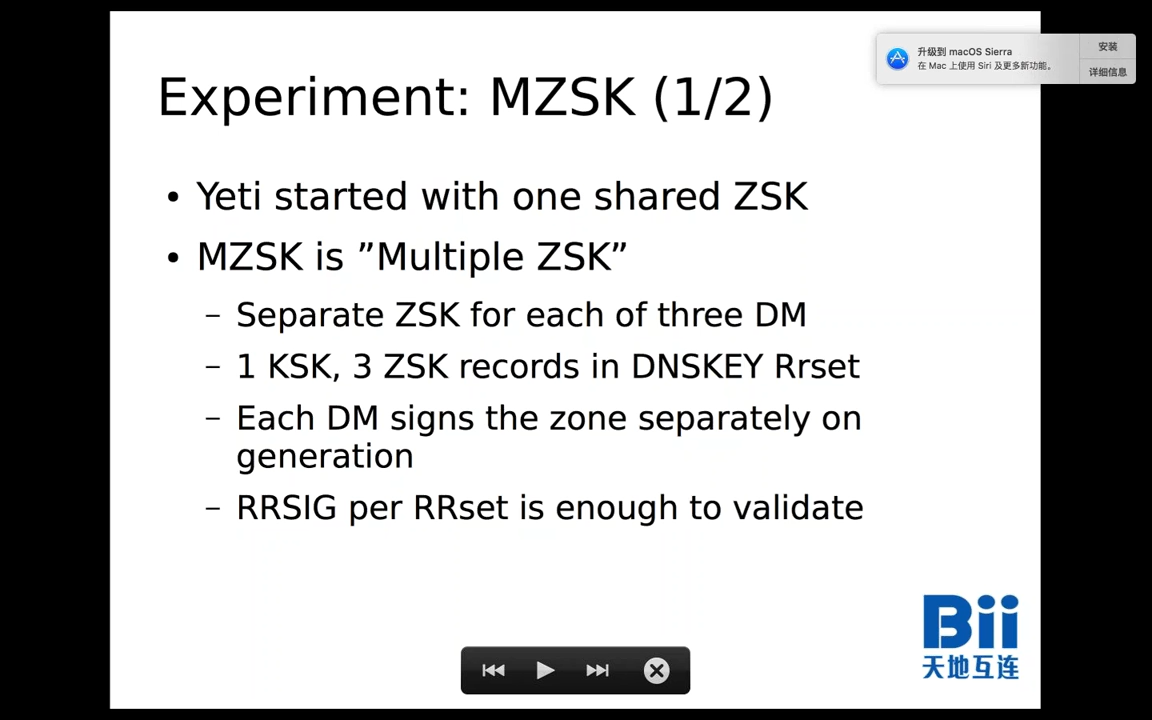 升级到 macOS Sierra
在 Mac 上使用 Siri 及更多新功能。
安装
详细信息
Experiment: MZSK (1/2)
• Yeti started with one shared ZSK
• MZSK is ”Multiple ZSK”
– Separate ZSK for each of three DM
– 1 KSK, 3 ZSK records in DNSKEY Rrset
– Each DM signs the zone separately on
generation
– RRSIG per RRset is enough to validate
Bii
天地互连